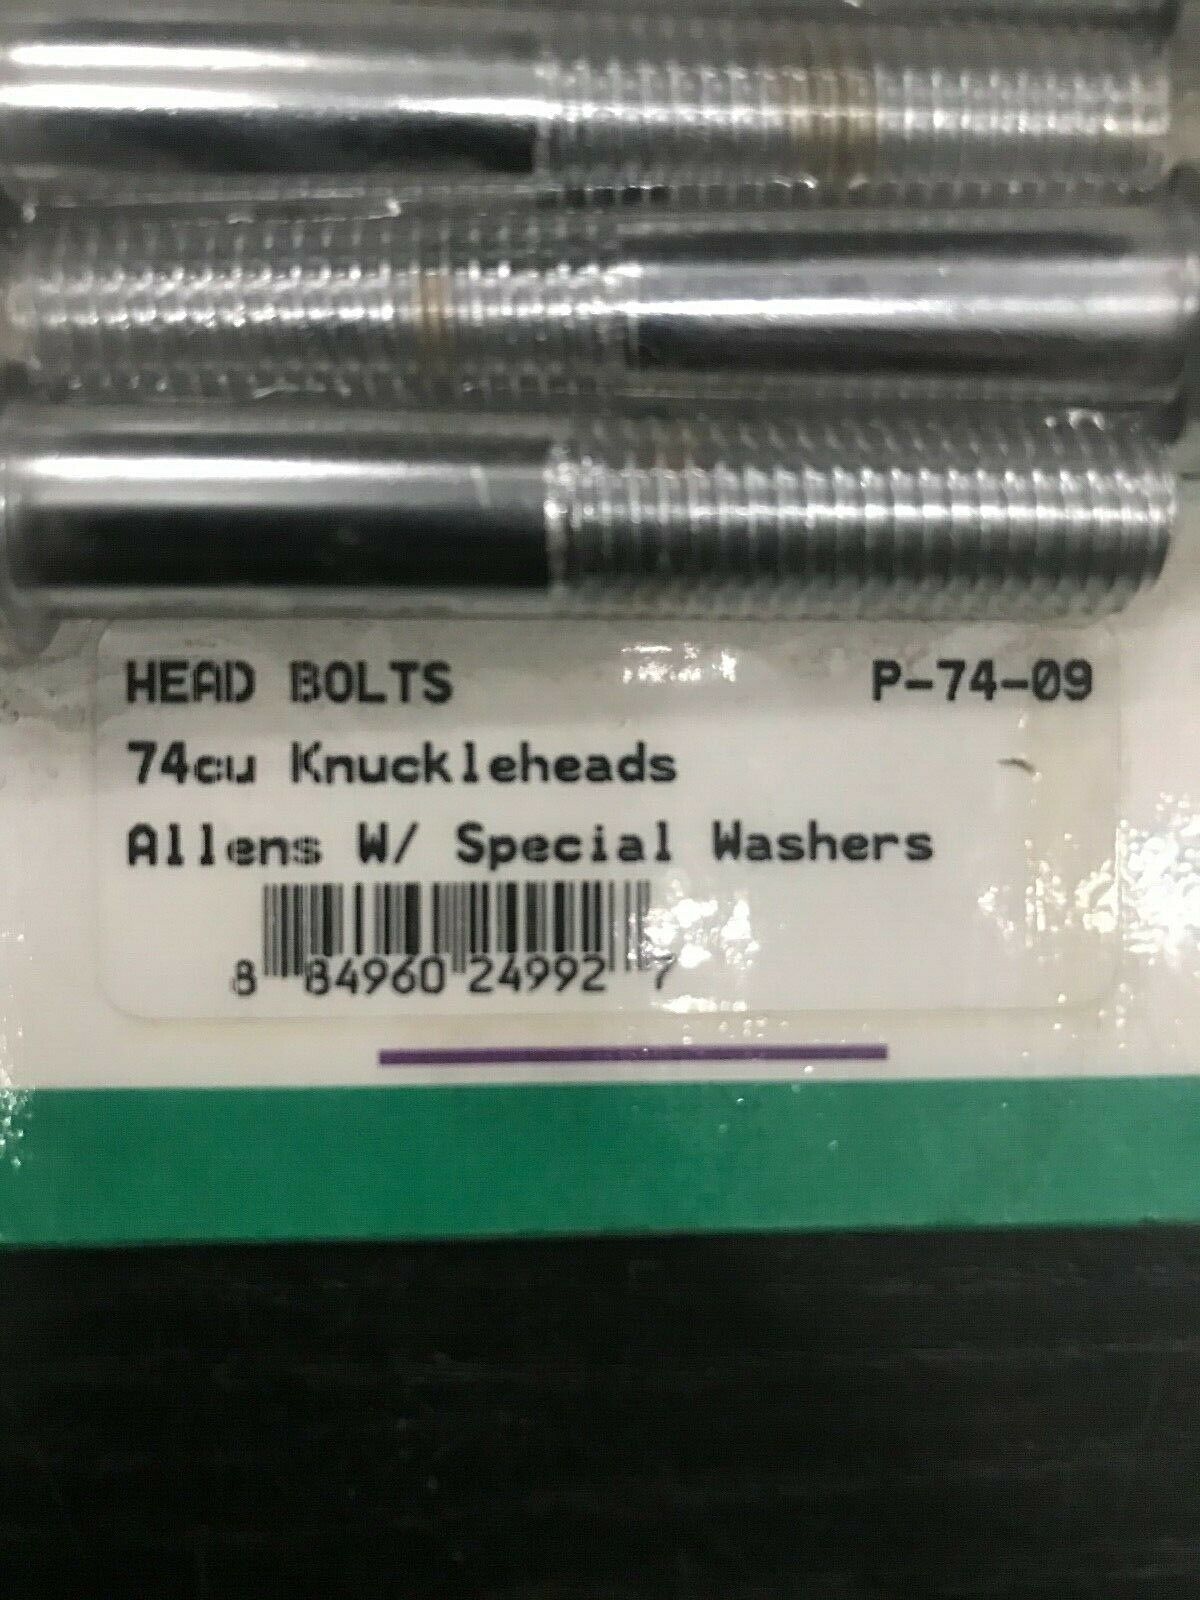 HEAD BOLTS P-74-09
74cu Knuckleheads
Allens W/ Special Washers
8 84960 24992 7